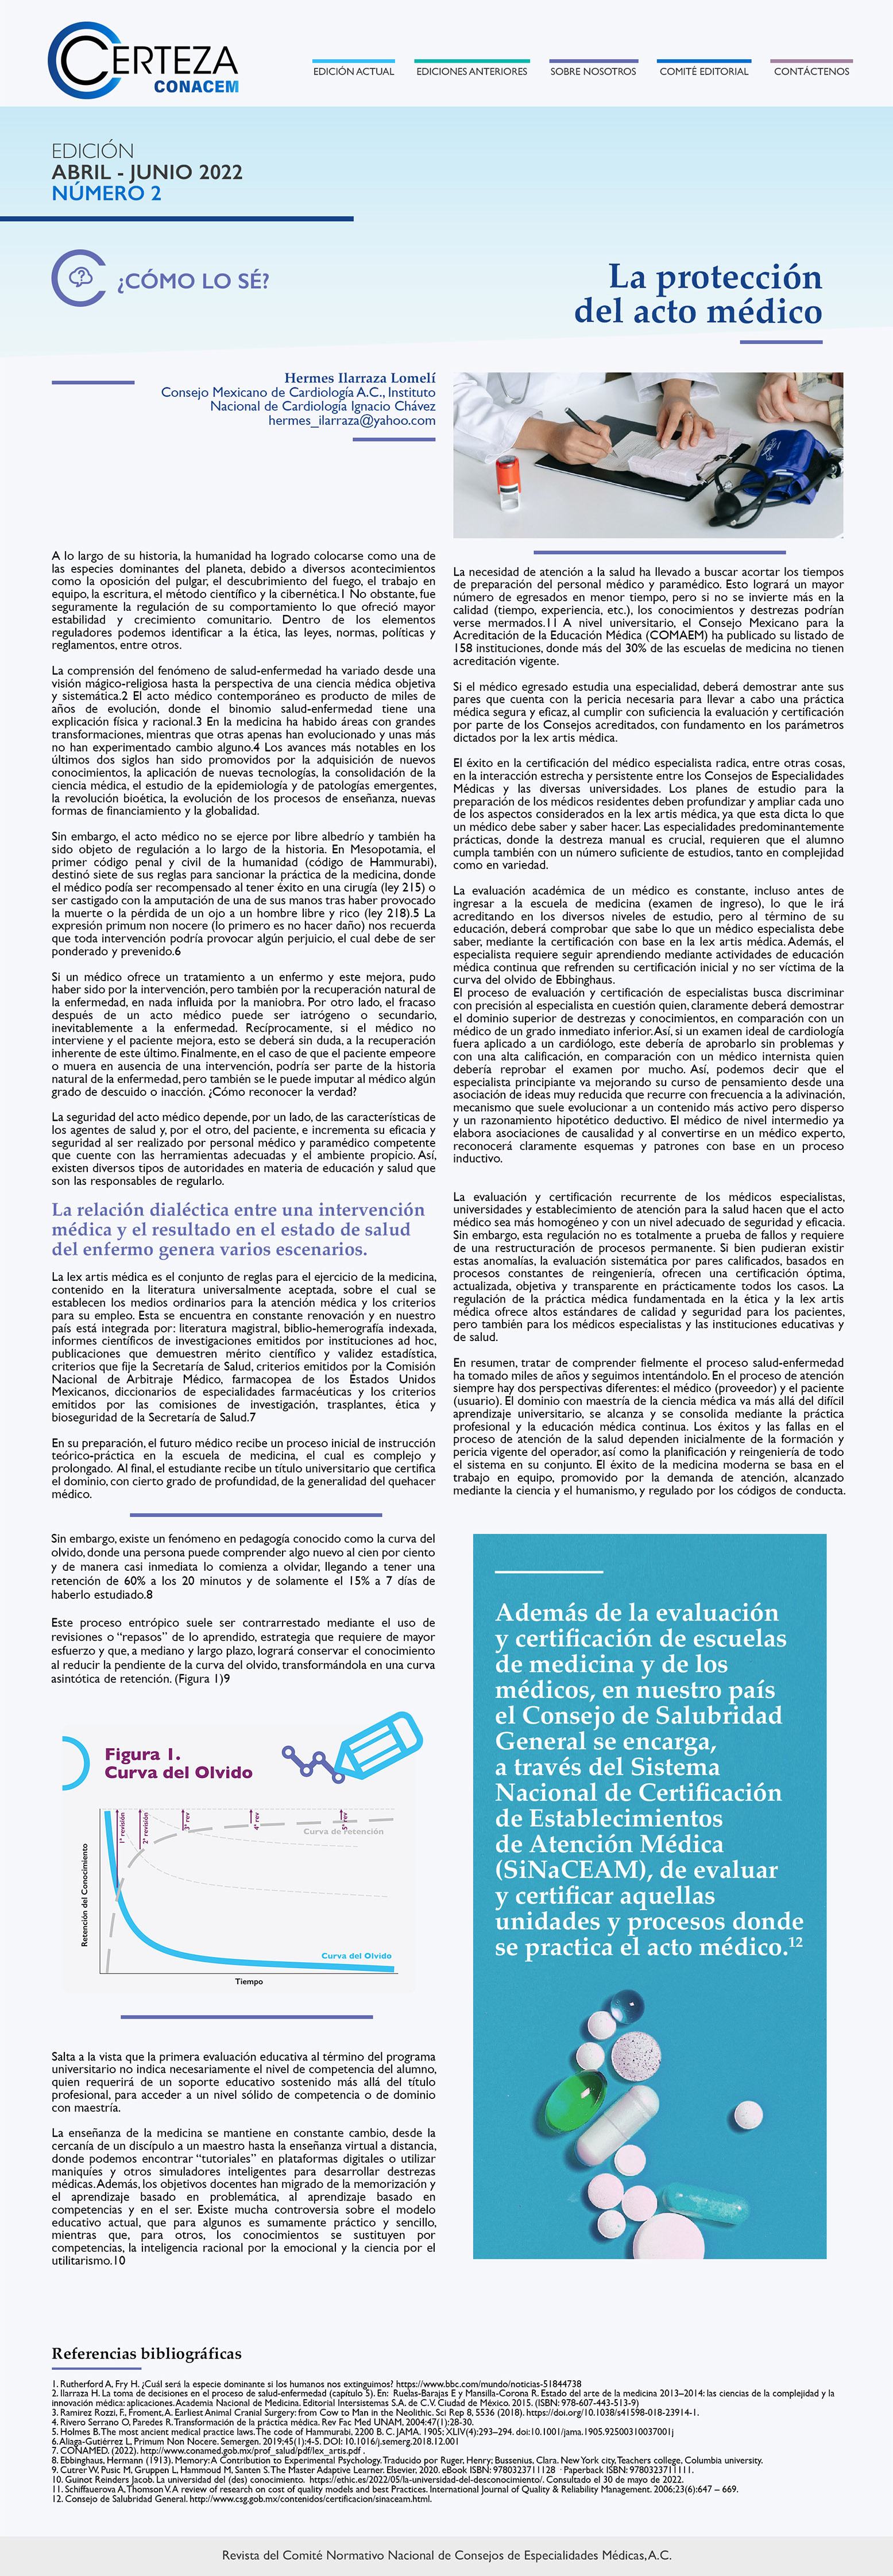 CERTEZA
CONACEM
EDICIÓN ACTUAL
EDICIONES ANTERIORES
SOBRE NOSOTROS
COMITÉ EDITORIAL
CONTÁCTENOS
EDICIÓN
ABRIL - JUNIO 2022
NÚMERO 2
¿CÓMO LO SÉ?
La protección
del acto médico
Hermes Ilarraza Lomelí
Consejo Mexicano de Cardiología A.C., Instituto
Nacional de Cardiología Ignacio Chávez
hermes_ilarraza@yahoo.com
A lo largo de su historia, la humanidad ha logrado colocarse como una de
las especies dominantes del planeta, debido a diversos acontecimientos
como la oposición del pulgar, el descubrimiento del fuego, el trabajo en
equipo, la escritura, el método científico y la cibernética.1 No obstante, fue
seguramente la regulación de su comportamiento lo que ofreció mayor
estabilidad y crecimiento comunitario. Dentro de los elementos
reguladores podemos identificar a la ética, las leyes, normas, políticas y
reglamentos, entre otros.
La comprensión del fenómeno de salud-enfermedad ha variado desde una
visión mágico-religiosa hasta la perspectiva de una ciencia médica objetiva
y sistemática.2 El acto médico contemporáneo es producto de miles de
años de evolución, donde el binomio salud-enfermedad tiene una
explicación física y racional.3 En la medicina ha habido áreas con grandes
transformaciones, mientras que otras apenas han evolucionado y unas más
no han experimentado cambio alguno.4 Los avances más notables en los
últimos dos siglos han sido promovidos por la adquisición de nuevos
conocimientos, la aplicación de nuevas tecnologías, la consolidación de la
ciencia médica, el estudio de la epidemiología y de patologías emergentes,
la revolución bioética, la evolución de los procesos de enseñanza, nuevas
formas de financiamiento y la globalidad.
Sin embargo, el acto médico no se ejerce por libre albedrío y también ha
sido objeto de regulación a lo largo de la historia. En Mesopotamia, el
primer código penal y civil de la humanidad (código de Hammurabi),
destinó siete de sus reglas para sancionar la práctica de la medicina, donde
el médico podía ser recompensado al tener éxito en una cirugía (ley 215) o
ser castigado con la amputación de una de sus manos tras haber provocado
la muerte o la pérdida de un ojo a un hombre libre y rico (ley 218).5 La
expresión primum non nocere (lo primero es no hacer daño) nos recuerda
que toda intervención podría provocar algún perjuicio, el cual debe de ser
ponderado y prevenido.6
Si un médico ofrece un tratamiento a un enfermo y este mejora, pudo
haber sido por la intervención, pero también por la recuperación natural de
la enfermedad, en nada influida por la maniobra. Por otro lado, el fracaso
después de un acto médico puede ser iatrógeno o secundario,
inevitablemente a la enfermedad. Recíprocamente, si el médico no
interviene y el paciente mejora, esto se deberá sin duda, a la recuperación
inherente de este último. Finalmente, en el caso de que el paciente empeore
o muera en ausencia de una intervención, podría ser parte de la historia
natural de la enfermedad, pero también se le puede imputar al médico algún
grado de descuido o inacción. ¿Cómo reconocer la verdad?
La seguridad del acto médico depende, por un lado, de las características de
los agentes de salud y, por el otro, del paciente, e incrementa su eficacia y
seguridad al ser realizado por personal médico y paramédico competente
que cuente con las herramientas adecuadas y el ambiente propicio. Así,
existen diversos tipos de autoridades en materia de educación y salud que
son las responsables de regularlo.
La relación dialéctica entre una intervención
médica y el resultado en el estado de salud
del enfermo genera varios escenarios.
La lex artis médica es el conjunto de reglas para el ejercicio de la medicina,
contenido en la literatura universalmente aceptada, sobre el cual se
establecen los medios ordinarios para la atención médica y los criterios
para su empleo. Esta se encuentra en constante renovación y en nuestro
país está integrada por: literatura magistral, biblio-hemerografía indexada,
informes científicos de investigaciones emitidos por instituciones ad hoc,
publicaciones que demuestren mérito científico y validez estadística,
criterios que fije la Secretaría de Salud, criterios emitidos por la Comisión
Nacional de Arbitraje Médico, farmacopea de los Estados Unidos
Mexicanos, diccionarios de especialidades farmacéuticas y los criterios
emitidos por las comisiones de investigación, trasplantes, ética y
bioseguridad de la Secretaría de Salud.7
En su preparación, el futuro médico recibe un proceso inicial de instrucción
teórico-práctica en la escuela de medicina, el cual es complejo y
prolongado. Al final, el estudiante recibe un título universitario que certifica
el dominio, con cierto grado de profundidad, de la generalidad del quehacer
médico.
Sin embargo, existe un fenómeno en pedagogía conocido como la curva del
olvido, donde una persona puede comprender algo nuevo al cien por ciento
y de manera casi inmediata lo comienza a olvidar, llegando a tener una
retención de 60% a los 20 minutos y de solamente el 15% a 7 días de
haberlo estudiado.8
Este proceso entrópico suele ser contrarrestado mediante el uso de
revisiones o “repasos” de lo aprendido, estrategia que requiere de mayor
esfuerzo y que, a mediano y largo plazo, logrará conservar el conocimiento
al reducir la pendiente de la curva del olvido, transformándola en una curva
asintótica de retención. (Figura 1)9
Figura 1.
Curva del Olvido
Retención del Conocimiento
1ª revisión
2ª revisión
3ª rev
4ª rev
5ª rev
Curva de retención
Curva del Olvido
Tiempo
Salta a la vista que la primera evaluación educativa al término del programa
universitario no indica necesariamente el nivel de competencia del alumno,
quien requerirá de un soporte educativo sostenido más allá del título
profesional, para acceder a un nivel sólido de competencia o de dominio
con maestría.
La enseñanza de la medicina se mantiene en constante cambio, desde la
cercanía de un discípulo a un maestro hasta la enseñanza virtual a distancia,
donde podemos encontrar “tutoriales” en plataformas digitales o utilizar
maniquíes y otros simuladores inteligentes para desarrollar destrezas
médicas. Además, los objetivos docentes han migrado de la memorización y
el aprendizaje basado en problemática, al aprendizaje basado en
competencias y en el ser. Existe mucha controversia sobre el modelo
educativo actual, que para algunos es sumamente práctico y sencillo,
mientras que, para otros, los conocimientos se sustituyen por
competencias, la inteligencia racional por la emocional y la ciencia por el
utilitarismo.10
La necesidad de atención a la salud ha llevado a buscar acortar los tiempos
de preparación del personal médico y paramédico. Esto logrará un mayor
número de egresados en menor tiempo, pero si no se invierte más en la
calidad (tiempo, experiencia, etc.), los conocimientos y destrezas podrían
verse mermados.11 A nivel universitario, el Consejo Mexicano para la
Acreditación de la Educación Médica (COMAEM) ha publicado su listado de
158 instituciones, donde más del 30% de las escuelas de medicina no tienen
acreditación vigente.
Si el médico egresado estudia una especialidad, deberá demostrar ante sus
pares que cuenta con la pericia necesaria para llevar a cabo una práctica
médica segura y eficaz, al cumplir con suficiencia la evaluación y certificación
por parte de los Consejos acreditados, con fundamento en los parámetros
dictados por la lex artis médica.
El éxito en la certificación del médico especialista radica, entre otras cosas,
en la interacción estrecha y persistente entre los Consejos de Especialidades
Médicas y las diversas universidades. Los planes de estudio para la
preparación de los médicos residentes deben profundizar y ampliar cada uno
de los aspectos considerados en la lex artis médica, ya que esta dicta lo que
un médico debe saber y saber hacer. Las especialidades predominantemente
prácticas, donde la destreza manual es crucial, requieren que el alumno
cumpla también con un número suficiente de estudios, tanto en complejidad
como en variedad.
La evaluación académica de un médico es constante, incluso antes de
ingresar a la escuela de medicina (examen de ingreso), lo que le irá
acreditando en los diversos niveles de estudio, pero al término de su
educación, deberá comprobar que sabe lo que un médico especialista debe
saber, mediante la certificación con base en la lex artis médica. Además, el
especialista requiere seguir aprendiendo mediante actividades de educación
médica continua que refrenden su certificación inicial y no ser víctima de la
curva del olvido de Ebbinghaus.
El proceso de evaluación y certificación de especialistas busca discriminar
con precisión al especialista en cuestión quien, claramente deberá demostrar
el dominio superior de destrezas y conocimientos, en comparación con un
médico de un grado inmediato inferior. Así, si un examen ideal de cardiología
fuera aplicado a un cardiólogo, este debería de aprobarlo sin problemas y
con una alta calificación, en comparación con un médico internista quien
debería reprobar el examen por mucho. Así, podemos decir que el
especialista principiante va mejorando su curso de pensamiento desde una
asociación de ideas muy reducida que recurre con frecuencia a la adivinación,
mecanismo que suele evolucionar a un contenido más activo pero disperso
y un razonamiento hipotético deductivo. El médico de nivel intermedio ya
elabora asociaciones de causalidad y al convertirse en un médico experto,
reconocerá claramente esquemas y patrones con base en un proceso
inductivo.
La evaluación y certificación recurrente de los médicos especialistas,
universidades y establecimiento de atención para la salud hacen que el acto
médico sea más homogéneo y con un nivel adecuado de seguridad y eficacia.
Sin embargo, esta regulación no es totalmente a prueba de fallos y requiere
de una restructuración de procesos permanente. Si bien pudieran existir
estas anomalías, la evaluación sistemática por pares calificados, basados en
procesos constantes de reingeniería, ofrecen una certificación óptima,
actualizada, objetiva y transparente en prácticamente todos los casos. La
regulación de la práctica médica fundamentada en la ética y la lex artis
médica ofrece altos estándares de calidad y seguridad para los pacientes,
pero también para los médicos especialistas y las instituciones educativas y
de salud.
En resumen, tratar de comprender fielmente el proceso salud-enfermedad
ha tomado miles de años y seguimos intentándolo. En el proceso de atención
siempre hay dos perspectivas diferentes: el médico (proveedor) y el paciente
(usuario). El dominio con maestría de la ciencia médica va más allá del difícil
aprendizaje universitario, se alcanza y se consolida mediante la práctica
profesional y la educación médica continua. Los éxitos y las fallas en el
proceso de atención de la salud dependen inicialmente de la formación y
pericia vigente del operador, así como la planificación y reingeniería de todo
el sistema en su conjunto. El éxito de la medicina moderna se basa en el
trabajo en equipo, promovido por la demanda de atención, alcanzado
mediante la ciencia y el humanismo, y regulado por los códigos de conducta.
Además de la evaluación
y certificación de escuelas
de medicina y de los
médicos, en nuestro país
el Consejo de Salubridad
General se encarga,
a través del Sistema
Nacional de Certificación
de Establecimientos
de Atención Médica
(SiNaCEAM), de evaluar
y certificar aquellas
unidades y procesos donde
se practica el acto médico.12
Referencias bibliográficas
1. Rutherford A, Fry H. ¿Cuál será la especie dominante si los humanos nos extinguimos? https://www.bbc.com/mundo/noticias-51844738
2. Ilarraza H. La toma de decisiones en el proceso de salud-enfermedad (capítulo 5). En: Ruelas-Barajas E y Mansilla-Corona R. Estado del arte de la medicina 2013–2014: las ciencias de la complejidad y la
innovación médica: aplicaciones. Academia Nacional de Medicina. Editorial Intersistemas S.A. de C.V. Ciudad de México. 2015. (ISBN: 978-607-443-513-9)
3. Ramirez Rozzi, F., Froment, A. Earliest Animal Cranial Surgery: from Cow to Man in the Neolithic. Sci Rep 8, 5536 (2018). https://doi.org/10.1038/s41598-018-23914-1.
4. Rivero Serrano O, Paredes R. Transformación de la práctica médica. Rev Fac Med UNAM, 2004:47(1):28-30.
5. Holmes B. The most ancient medical practice laws. The code of Hammurabi, 2200 B. C. JAMA. 1905; XLIV(4):293–294. doi:10.1001/jama.1905.92500310037001j
6. Aliaga-Gutiérrez L, Primum Non Nocere. Semergen. 2019;45(1):4-5. DOI: 10.1016/j.semerg.2018.12.001
7. CONAMED. (2022). http://www.conamed.gob.mx/prof_salud/pdf/lex_artis.pdf .
8. Ebbinghaus, Hermann (1913). Memory: A Contribution to Experimental Psychology. Traducido por Ruger, Henry; Bussenius, Clara. New York city, Teachers college, Columbia university.
9. Cutrer W, Pusic M, Gruppen L, Hammoud M, Santen S. The Master Adaptive Learner. Elsevier, 2020. eBook ISBN: 9780323711128 · Paperback ISBN: 9780323711111.
10. Guinot Reinders Jacob. La universidad del (des) conocimiento. https://ethic.es/2022/05/la-universidad-del-desconocimiento/. Consultado el 30 de mayo de 2022.
11. Schiffauerova A, Thomson V. A review of research on cost of quality models and best Practices. International Journal of Quality & Reliability Management. 2006;23(6):647 – 669.
12. Consejo de Salubridad General. http://www.csg.gob.mx/contenidos/certificacion/sinaceam.html.
Revista del Comité Normativo Nacional de Consejos de Especialidades Médicas, A.C.